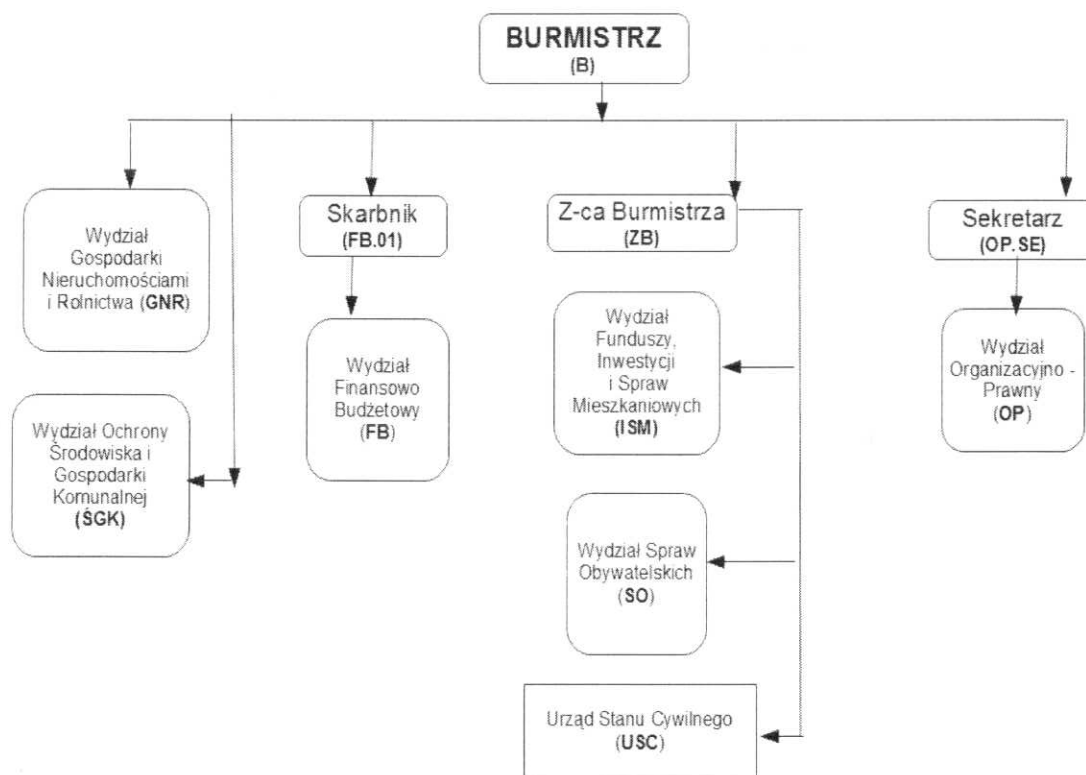 BURMISTRZ
(B)
Wydział
Gospodarki
Nieruchomościami
i Rolnictwa (GNR)
Skarbnik
(FB.01)
Z-ca Burmistrza
(ZB)
Sekretarz
(OP.SE)
Wydział
Finansowo
Budżetowy
(FB)
Wydział
Funduszy,
Inwestycji
i Spraw
Mieszkaniowych
(ISM)
Wydział
Organizacyjno -
Prawny
(OP)
Wydział Ochrony
Środowiska i
Gospodarki
Komunalnej
(ŚGK)
Wydział Spraw
Obywatelskich
(SO)
Urząd Stanu Cywilnego
(USC)